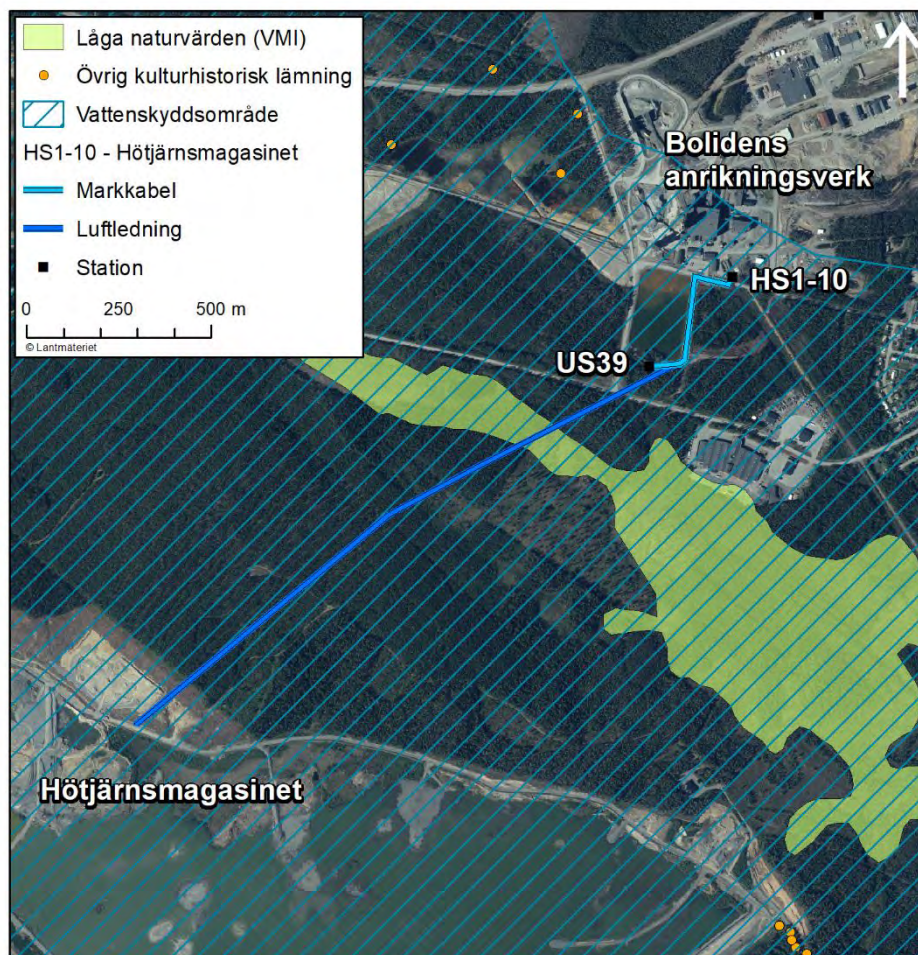 Låga naturvärden (VMI)
Övrig kulturhistorisk lämning
Vattenskyddsområde
HS1-10 - Hötjärnsmagasinet
Markkabel
Luftledning
Station
0 250 500 m
© Lantmäteriet
Bolidens
anrikningsverk
HS1-10
US39
Hötjärnsmagasinet